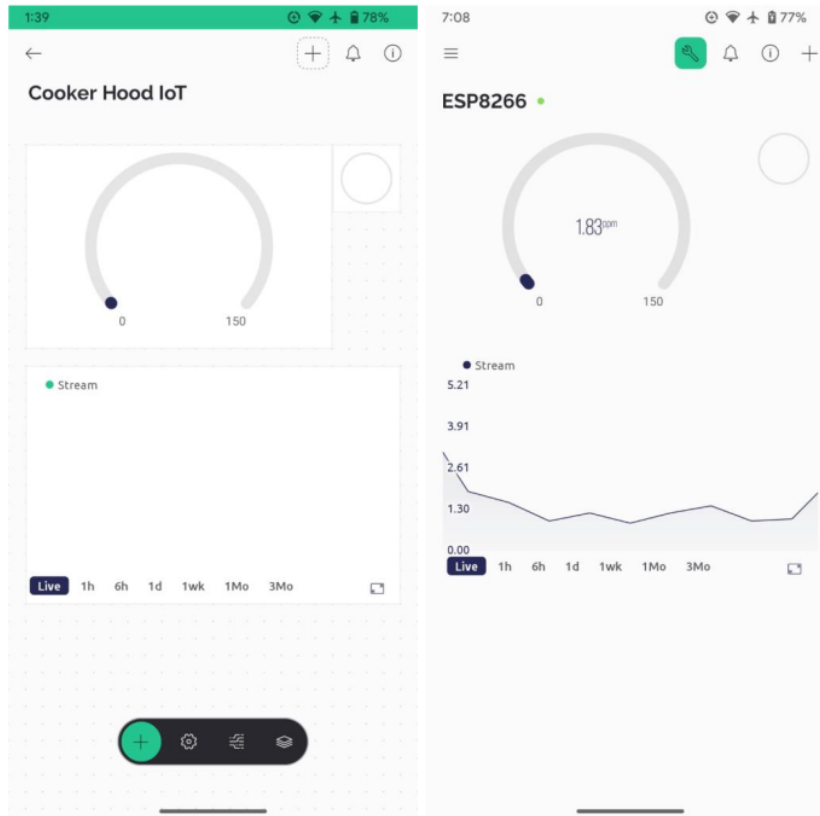 1:39
78%
Cooker Hood IoT
0
150
Stream
Live 1h 6h 1d 1wk 1Mo 3Mo
7:08
77%
ESP8266
1.83ppm
0
150
Stream
5.21
3.91
2.61
1.30
0.00
Live 1h 6h 1d 1wk 1Mo 3Mo